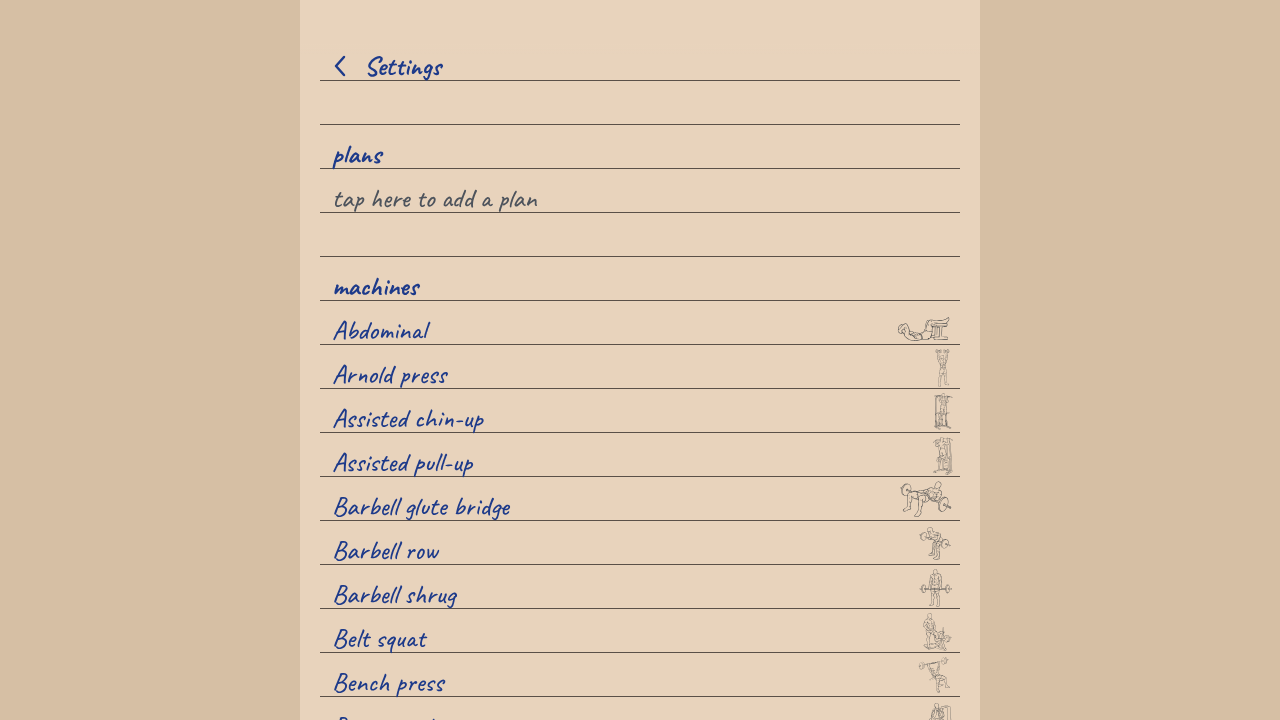 Settings
plans
tap here to add a plan
machines
Abdominal
Arnold press
Assisted chin-up
Assisted pull-up
Barbell glute bridge
Barbell row
Barbell shrug
Belt squat
Bench press